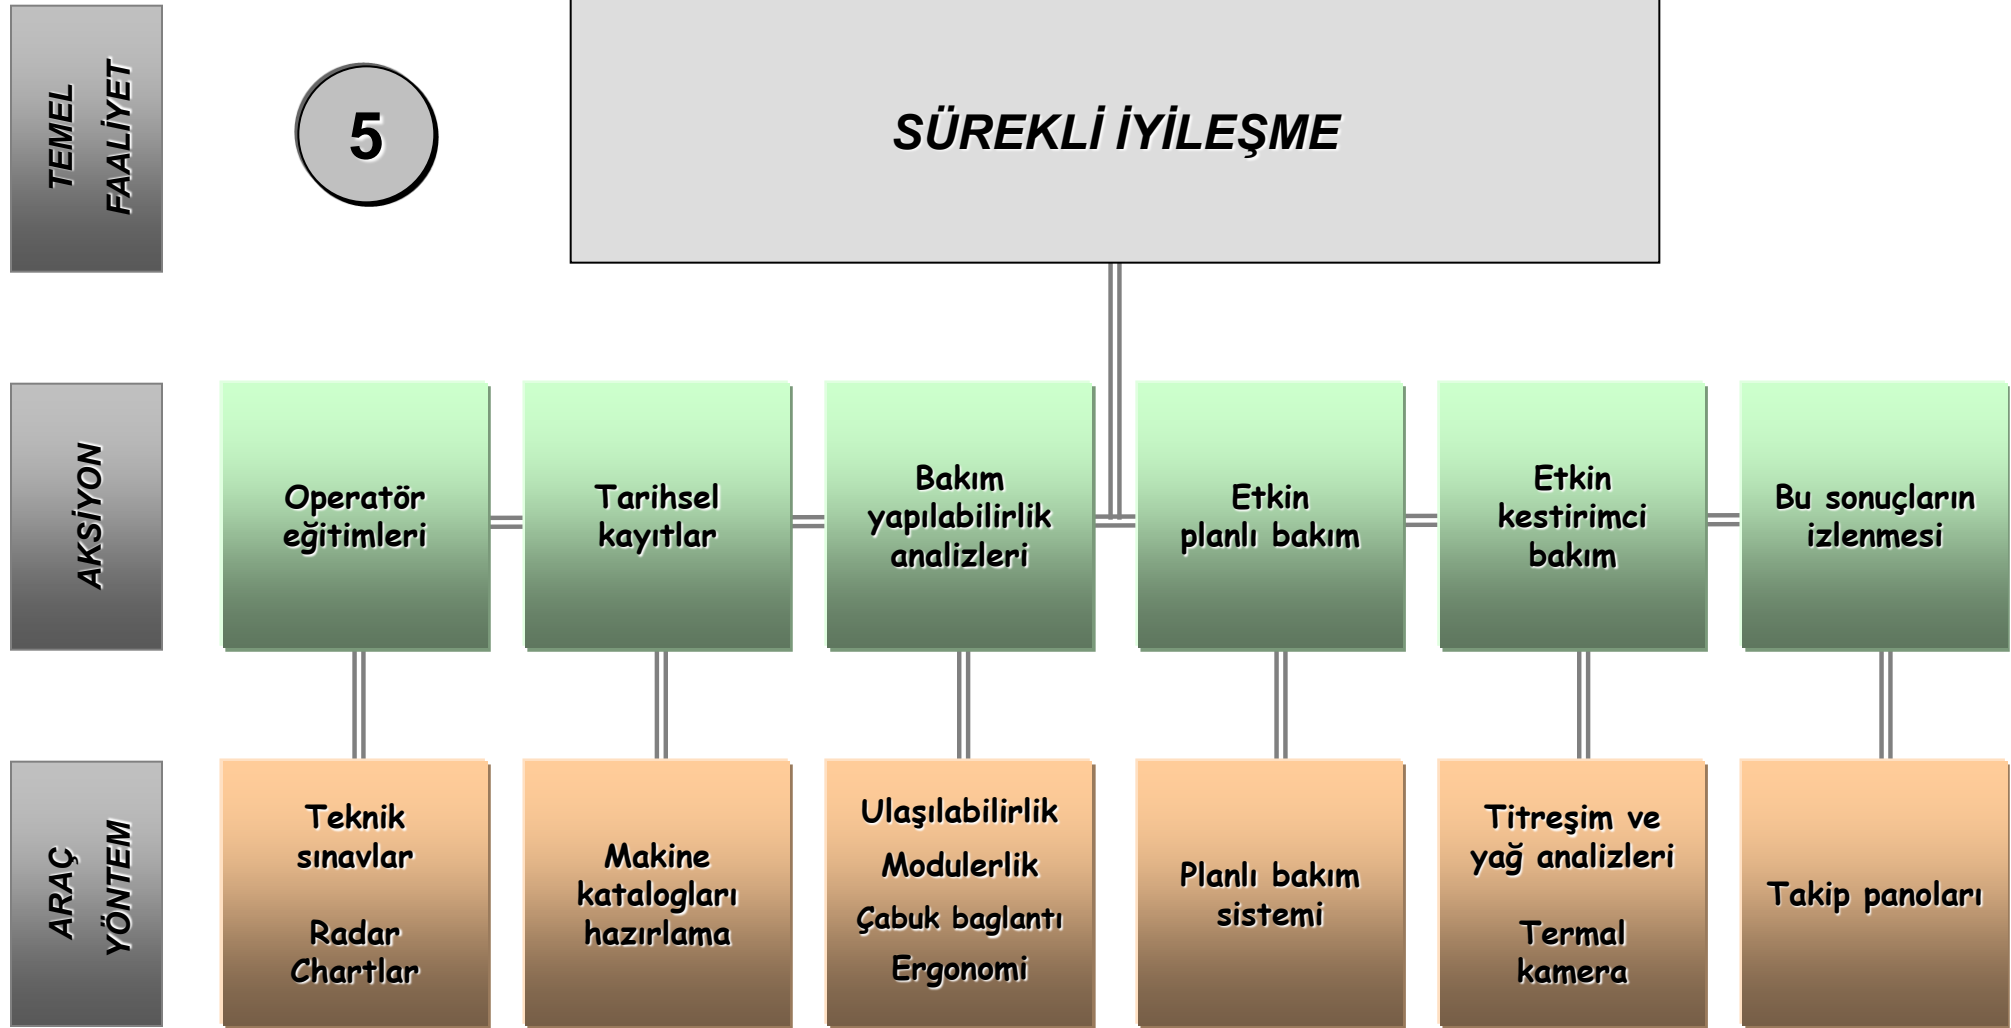 TEMEL
FAALİYET
5
SÜREKLİ İYİLEŞME
AKSİYON
Operatör
eğitimleri
Tarihsel
kayıtlar
Bakım
yapılabilirlik
analizleri
Etkin
planlı bakım
Etkin
kestirimci
bakım
Bu sonuçların
izlenmesi
ARAÇ
YÖNTEM
Teknik
sınavlar
Radar
Chartlar
Makine
katalogları
hazırlama
Ulaşılabilirlik
Modulerlik
Çabuk baglantı
Ergonomi
Planlı bakım
sistemi
Titreşim ve
yağ analizleri
Termal
kamera
Takip panoları